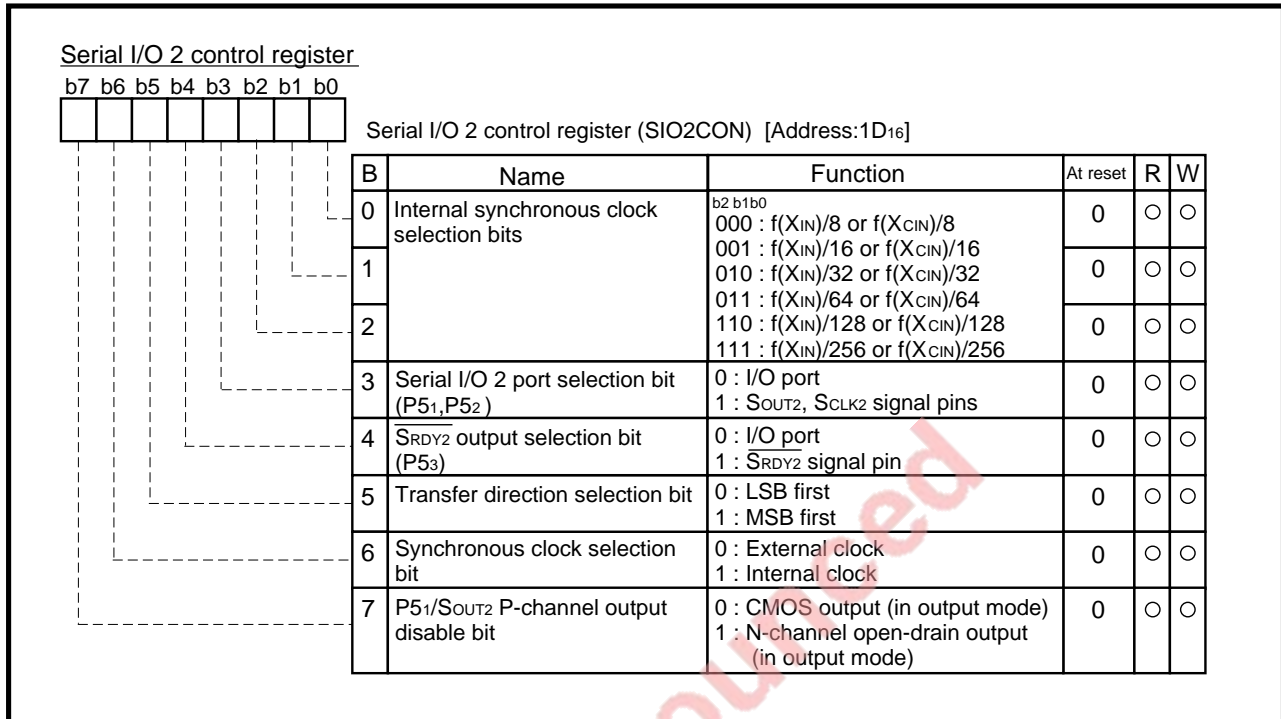 Serial I/O 2 control register
b7 b6 b5 b4 b3 b2 b1 b0
Serial I/O 2 control register (SIO2CON) [Address:1D16]
B Name Function At reset R W
0 Internal synchronous clock selection bits
b2 b1b0
000 : f(XIN)/8 or f(XCIN)/8
001 : f(XIN)/16 or f(XCIN)/16
010 : f(XIN)/32 or f(XCIN)/32
011 : f(XIN)/64 or f(XCIN)/64
110 : f(XIN)/128 or f(XCIN)/128
111 : f(XIN)/256 or f(XCIN)/256
0 ○ ○
1 0 ○ ○
2 0 ○ ○
3 Serial I/O 2 port selection bit
(P51,P52 )
0 : I/O port
1 : SOUT2, SCLK2 signal pins
0 ○ ○
4 SRDY2 output selection bit
(P53)
0 : I/O port
1 : SRDY2 signal pin
0 ○ ○
5 Transfer direction selection bit
0 : LSB first
1 : MSB first
0 ○ ○
6 Synchronous clock selection
bit
0 : External clock
1 : Internal clock
0 ○ ○
7 P51/SOUT2 P-channel output
disable bit
0 : CMOS output (in output mode)
1 : N-channel open-drain output
(in output mode)
0 ○ ○
ounced